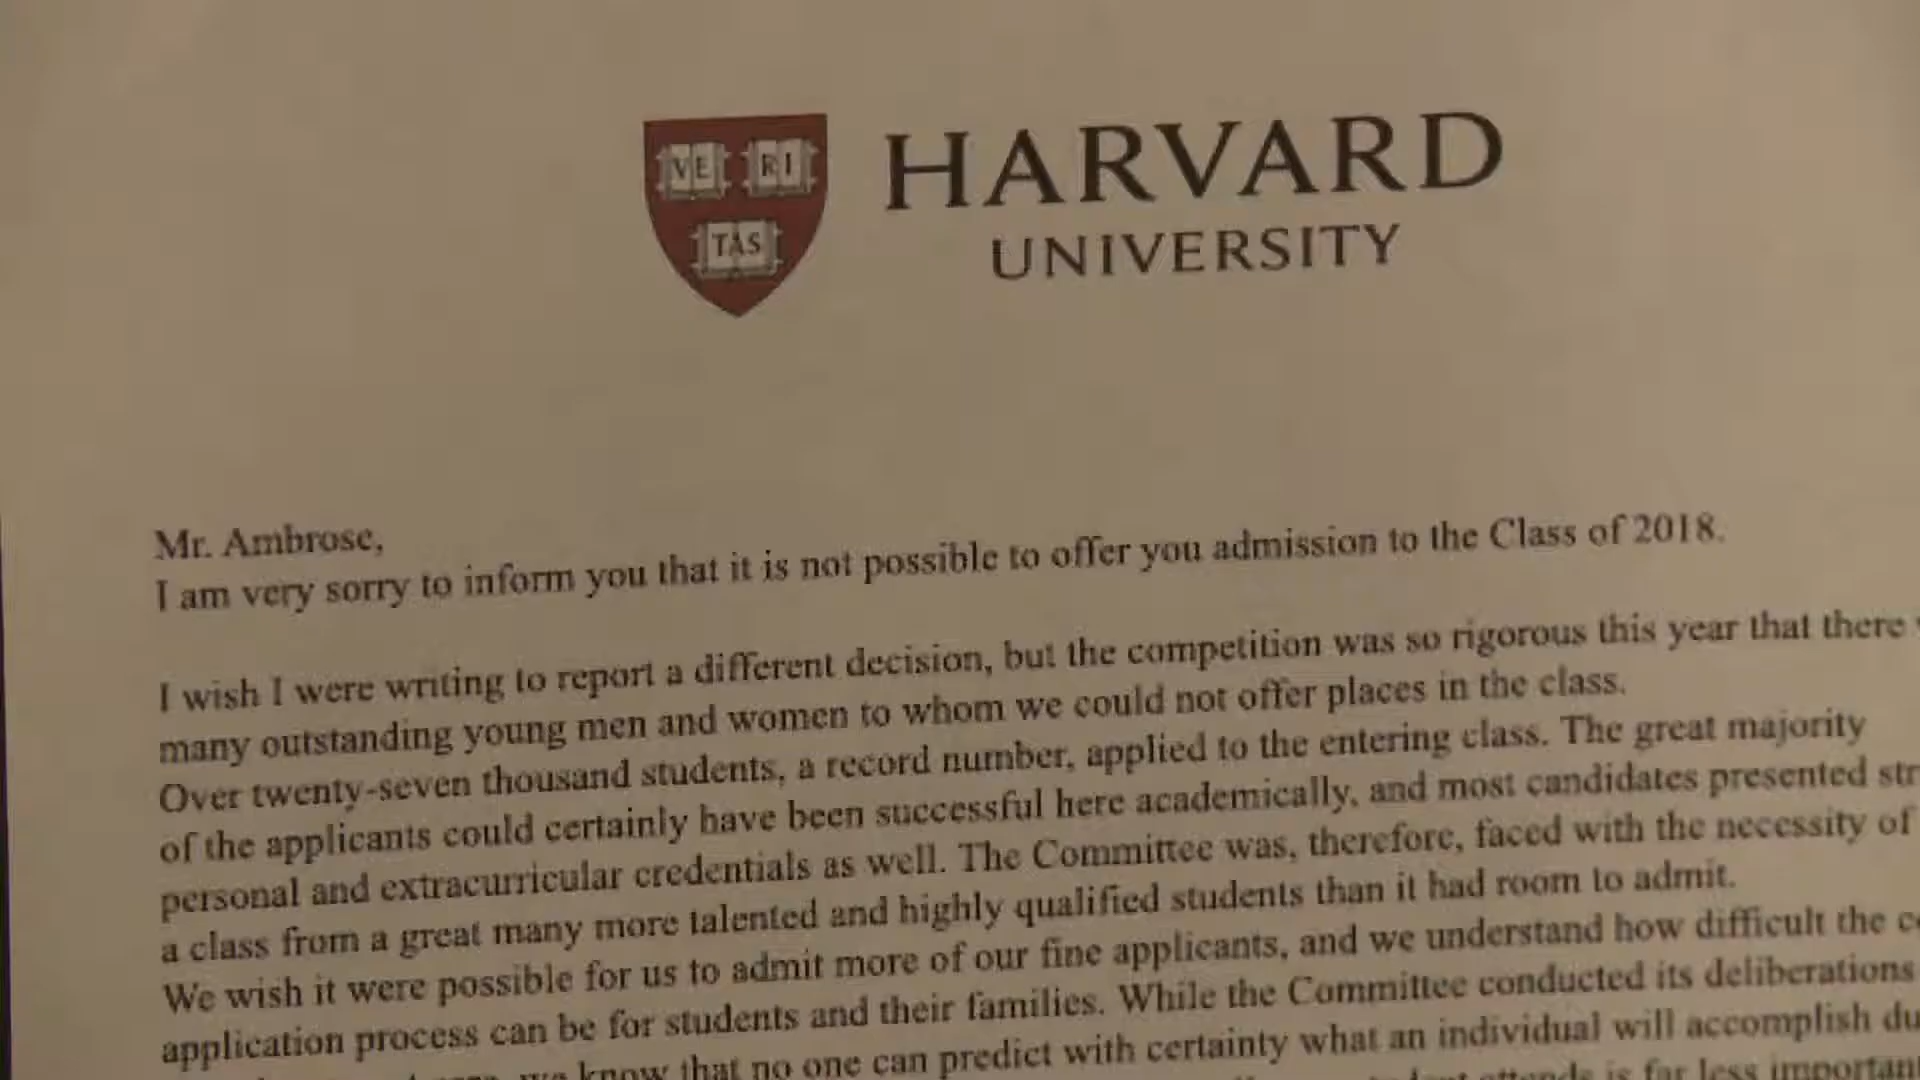 VE RI
TAS
HARVARD
UNIVERSITY
Mr. Ambrose,
I am very sorry to inform you that it is not possible to offer you admission to the Class of 2018.
I wish I were writing to report a different decision, but the competition was so rigorous this year that there
many outstanding young men and women to whom we could not offer places in the class.
Over twenty-seven thousand students, a record number, applied to the entering class. The great majority
of the applicants could certainly have been successful here academically, and most candidates presented str
personal and extracurricular credentials as well. The Committee was, therefore, faced with the necessity of
a class from a great many more talented and highly qualified students than it had room to admit.
We wish it were possible for us to admit more of our fine applicants, and we understand how difficult the c
application process can be for students and their families. While the Committee conducted its deliberations
know that no one can predict with certainty what an individual will accomplish du
is far less important